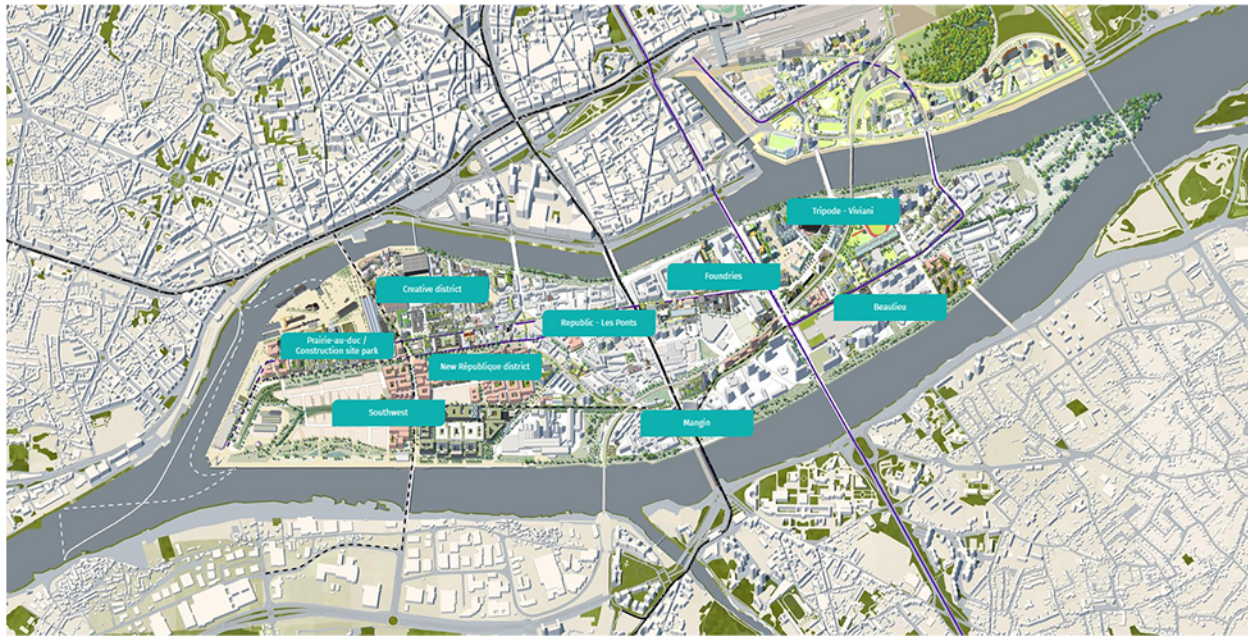 Tripode - Viviani
Foundries
Creative district
Beaulieu
Republic - Les Ponts
Prairie-au-duc /
Construction site park
New République district
Southwest
Mangin